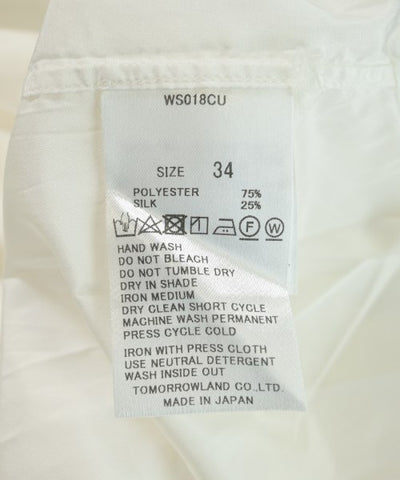 WS018CU
SIZE 34
POLYESTER 75%
SILK 25%
F W
HAND WASH
DO NOT BLEACH
DO NOT TUMBLE DRY
DRY IN SHADE
IRON MEDIUM
DRY CLEAN SHORT CYCLE
MACHINE WASH PERMANENT
PRESS CYCLE COLD
IRON WITH PRESS CLOTH
USE NEUTRAL DETERGENT
WASH INSIDE OUT
TOMORROWLAND CO.,LTD.
MADE IN JAPAN